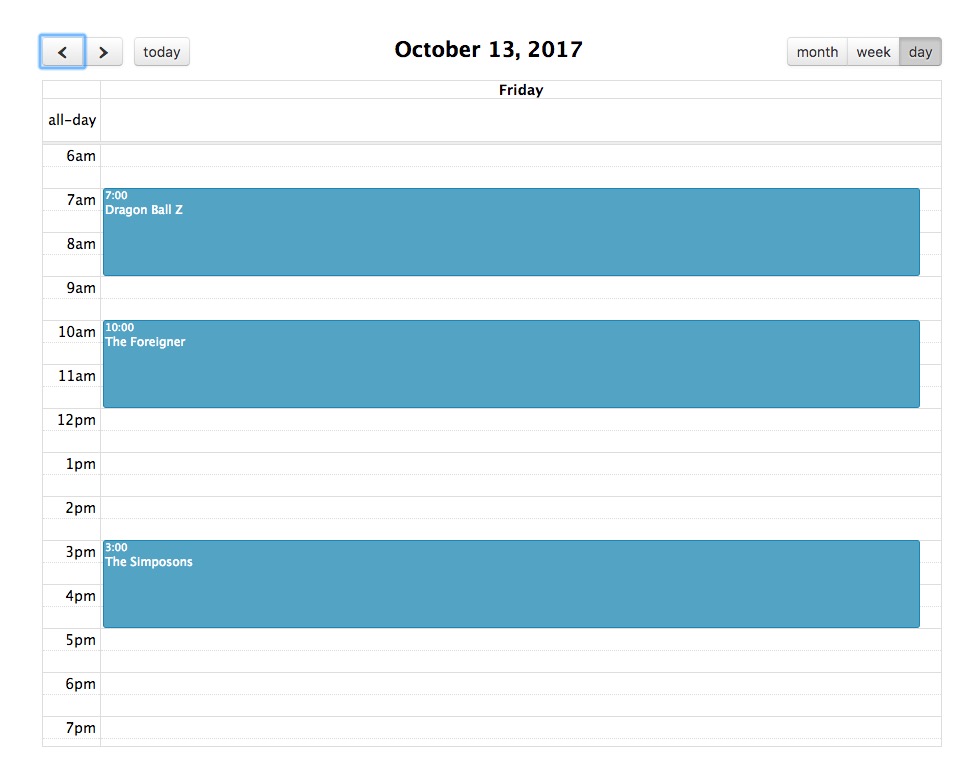 today
October 13, 2017
month week day
Friday
all-day
6am
7am
7:00
Dragon Ball Z
8am
9am
10am
10:00
The Foreigner
11am
12pm
1pm
2pm
3pm
3:00
The Simposons
4pm
5pm
6pm
7pm